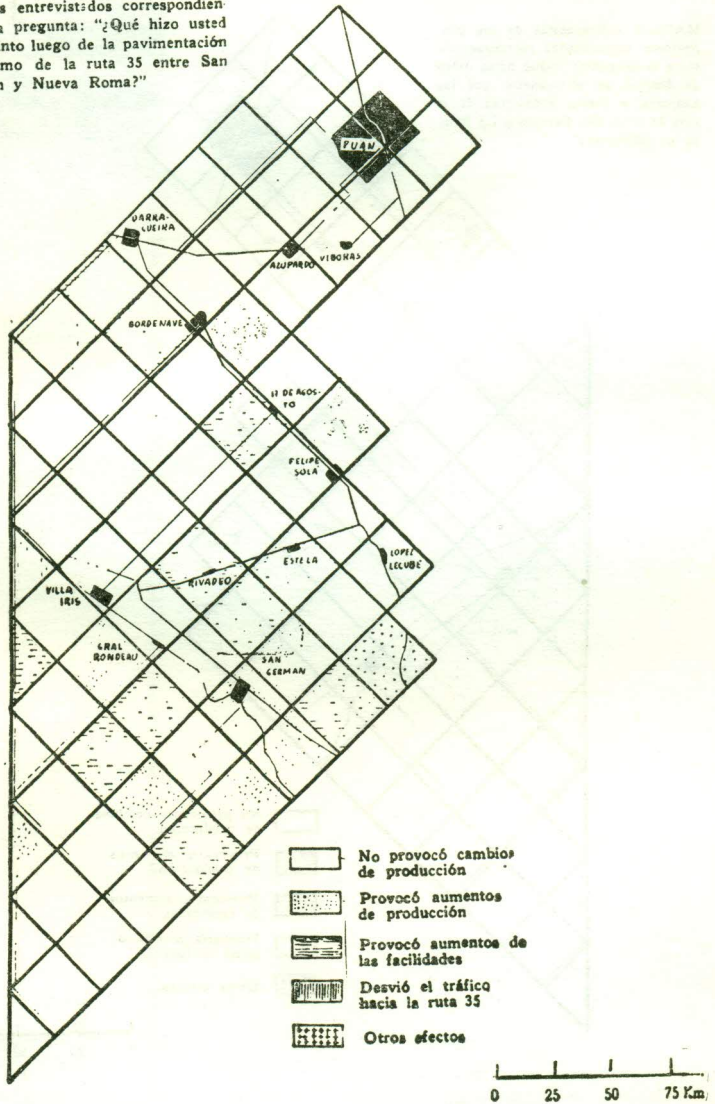 s entrevistados correspondien-
a pregunta: "¿Qué hizo usted
nto luego de la pavimentación
mo de la ruta 35 entre San
n y Nueva Roma?"
PUAN
DARRA-
GUEIRA
AZUPARDO
VIBORAS
BORDENAVE
17 DE AGOS-
TO
FELIPE
SOLA
LOPEZ
LECUBE
ESTELA
RIVADEO
VILLA
IRIS
GRAL
RONDEAU
SAN
GERMAN
No provocó cambios
de producción
Provocó aumentos
de producción
Provocó aumentos de
las facilidades
Desvió el tráfico
hacia la ruta 35
Otros efectos
0 25 50 75 Km